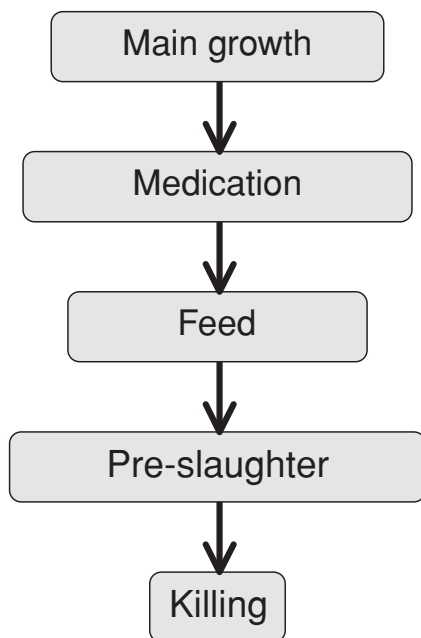 Main growth
Medication
Feed
Pre-slaughter
Killing